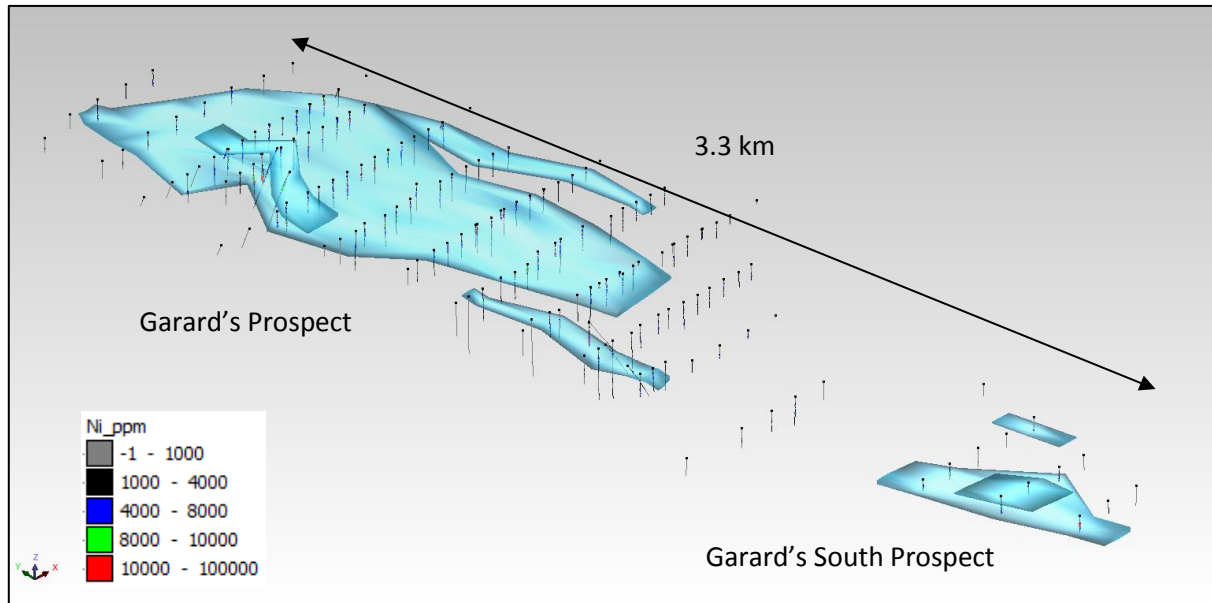 3.3 km
Garard’s Prospect
Garard’s South Prospect
Ni_ppm
-1 - 1000
1000 - 4000
4000 - 8000
8000 - 10000
10000 - 100000
Z
Y
X